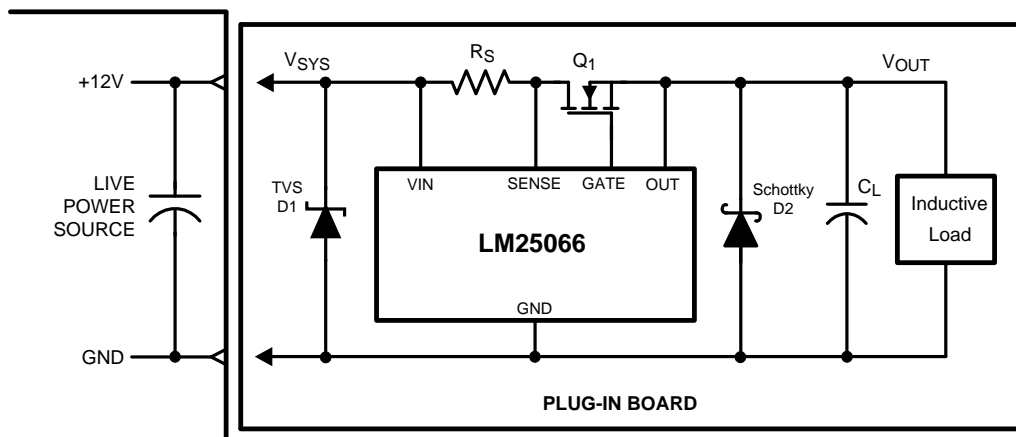 +12V
GND
LIVE
POWER
SOURCE
VSYS
RS
Q1
VOUT
TVS
D1
VIN
SENSE
GATE
OUT
LM25066
GND
Schottky
D2
CL
Inductive
Load
PLUG-IN BOARD